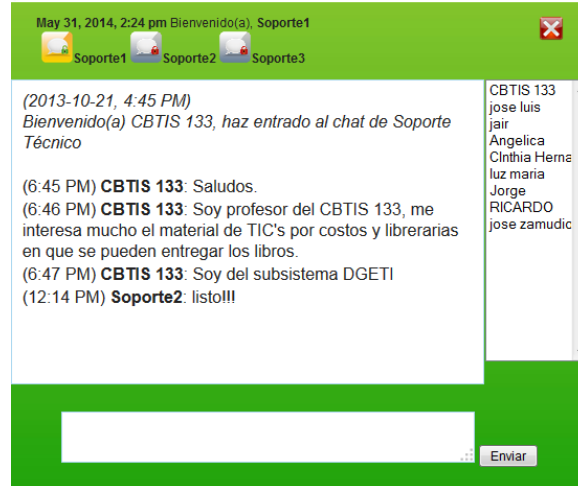 May 31, 2014, 2:24 pm Bienvenido(a), Soporte1
Soporte1 Soporte2 Soporte3
(2013-10-21, 4:45 PM)
Bienvenido(a) CBTIS 133, haz entrado al chat de Soporte
Técnico
(6:45 PM) CBTIS 133: Saludos.
(6:46 PM) CBTIS 133: Soy profesor del CBTIS 133, me
interesa mucho el material de TIC's por costos y librerarias
en que se pueden entregar los libros.
(6:47 PM) CBTIS 133: Soy del subsistema DGETI
(12:14 PM) Soporte2: listo!!!
CBTIS 133
jose luis
jair
Angelica
CInthia Herna
luz maria
Jorge
RICARDO
jose zamudio
Enviar